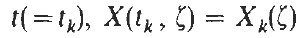 t(= t_k), X(t_k, ζ) = X_k(ζ)